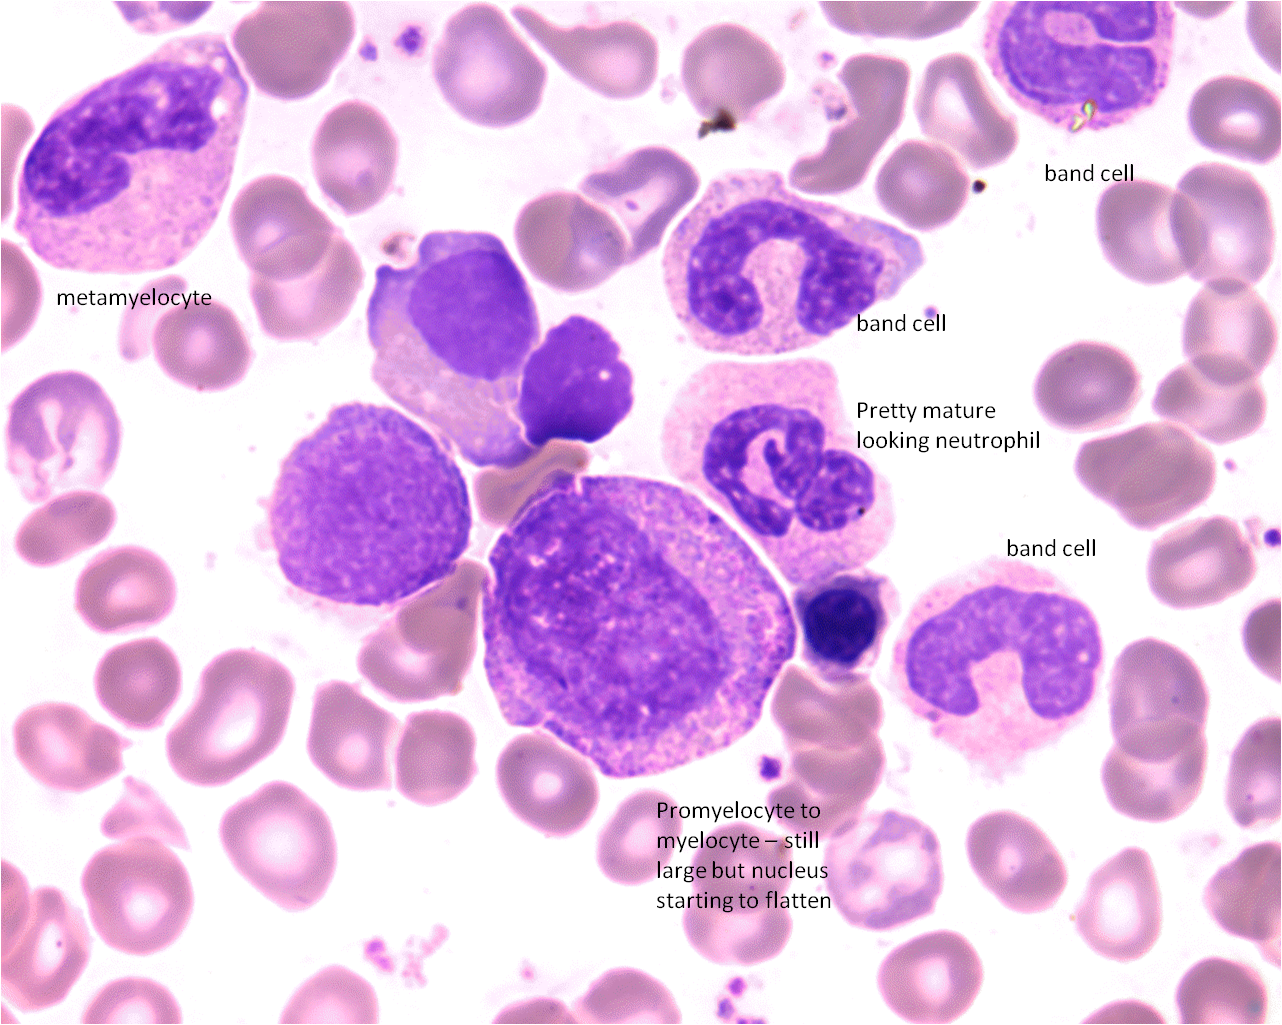 band cell
metamyelocyte
band cell
Pretty mature
looking neutrophil
band cell
Promyelocyte to
myelocyte – still
large but nucleus
starting to flatten